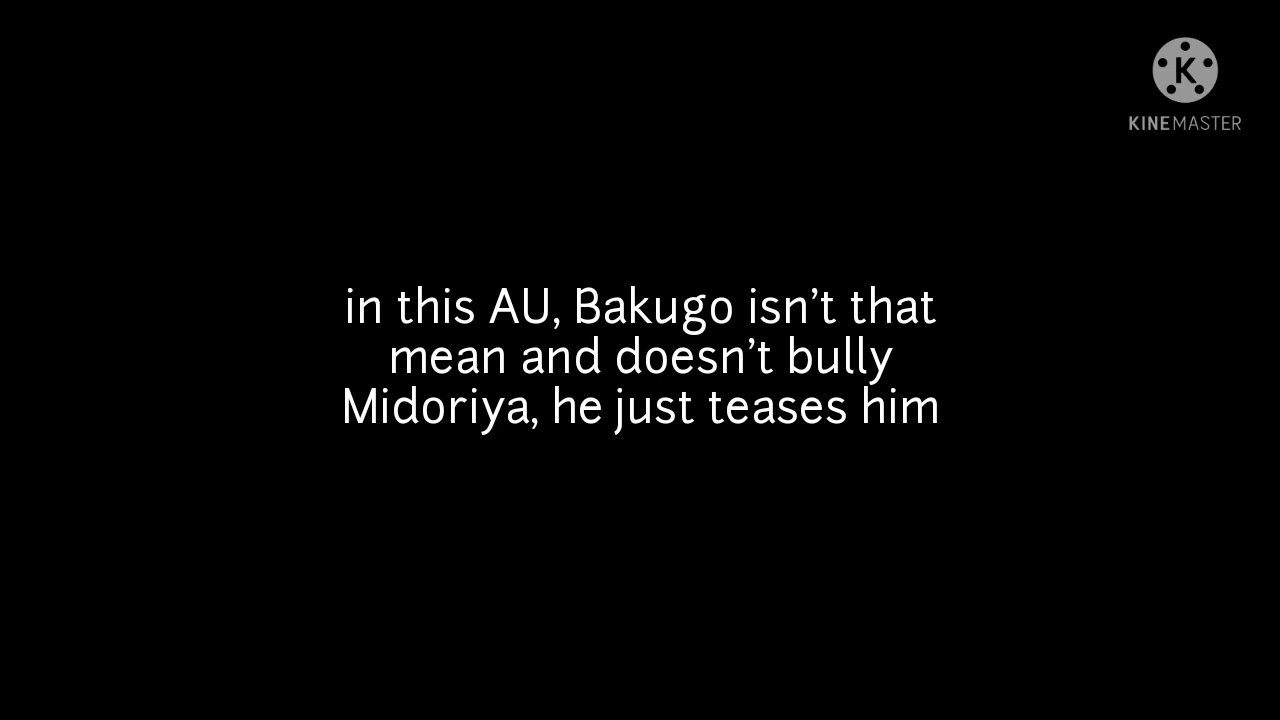 K
KINEMASTER
in this AU, Bakugo isn’t that
mean and doesn’t bully
Midoriya, he just teases him